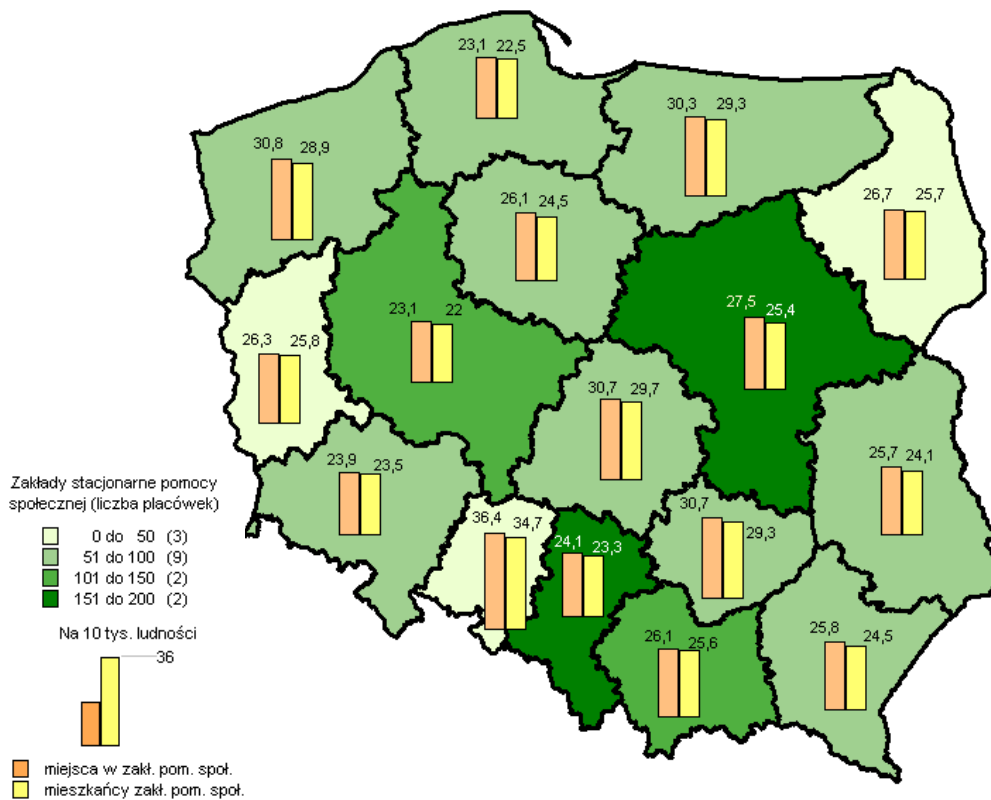 23,1 22,5
30,3 29,3
30,8 28,9
26,1 24,5
26,7 25,7
23,1 22
27,5 25,4
26,3 25,8
30,7 29,7
23,9 23,5
25,7 24,1
36,4 34,7
24,1 23,3
30,7 29,3
26,1 25,6
25,8 24,5
Zakłady stacjonarne pomocy
społecznej (liczba placówek)
0 do 50 (3)
51 do 100 (9)
101 do 150 (2)
151 do 200 (2)
Na 10 tys. ludności
36
miejsca w zakł. pom. społ.
mieszkańcy zakł. pom. społ.